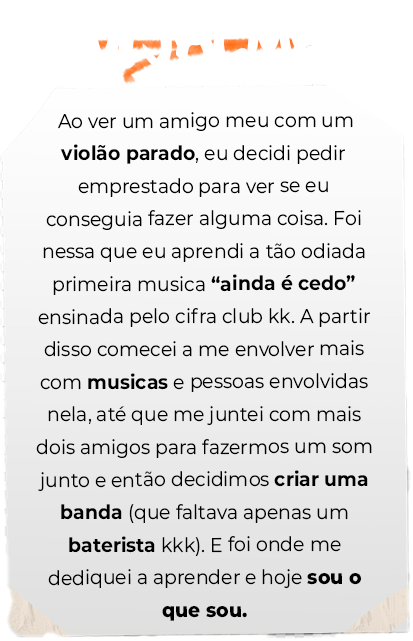 Ao ver um amigo meu com um
violão parado, eu decidi pedir
emprestado para ver se eu
conseguia fazer alguma coisa. Foi
nessa que eu aprendi a tão odiada
primeira musica “ainda é cedo”
ensinada pelo cifra club kk. A partir
disso comecei a me envolver mais
com musicas e pessoas envolvidas
nela, até que me juntei com mais
dois amigos para fazermos um som
junto e então decidimos criar uma
banda (que faltava apenas um
baterista kkk). E foi onde me
dediquei a aprender e hoje sou o
que sou.